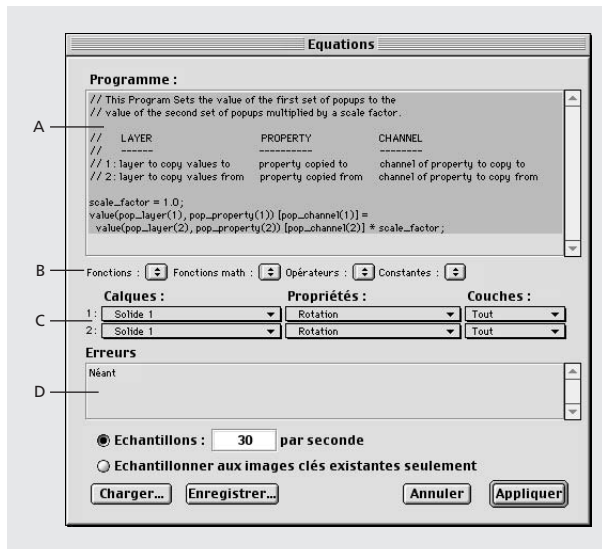 Equations
Programme :
// This Program Sets the value of the first set of popups to the
// value of the second set of popups multiplied by a scale factor.
// LAYER PROPERTY CHANNEL
// ------ ---------- --------
// 1 : layer to copy values to property copied to channel of property to copy to
// 2 : layer to copy values from property copied from channel of property to copy from
scale_factor = 1.0;
value(pop_layer(1), pop_property(1)) [pop_channel(1)] =
value(pop_layer(2), pop_property(2)) [pop_channel(2)] * scale_factor;
A
B
Fonctions : Fonctions math : Opérateurs : Constantes :
Calques : Propriétés : Couches :
C
1 : Solide 1 Rotation Tout
2 : Solide 1 Rotation Tout
Erreurs
Néant
D
Echantillons : 30 par seconde
Echantillonner aux images clés existantes seulement
Charger... Enregistrer... Annuler Appliquer